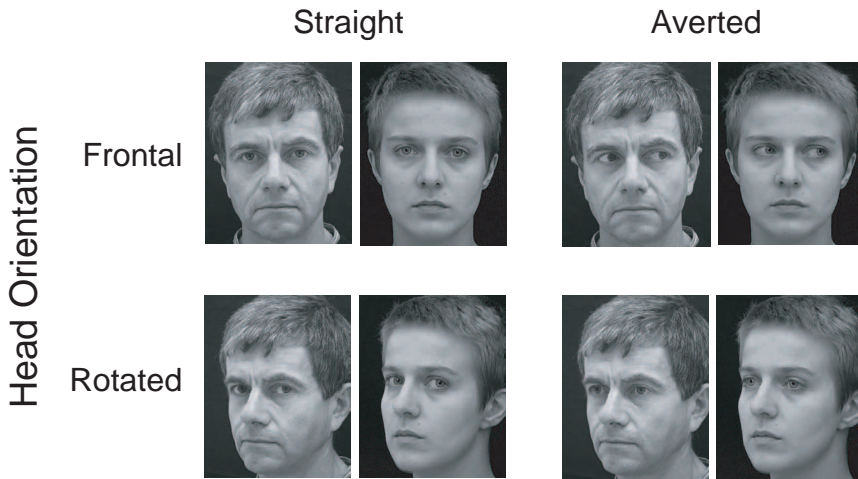 Straight
Averted
Head Orientation
Frontal
Rotated